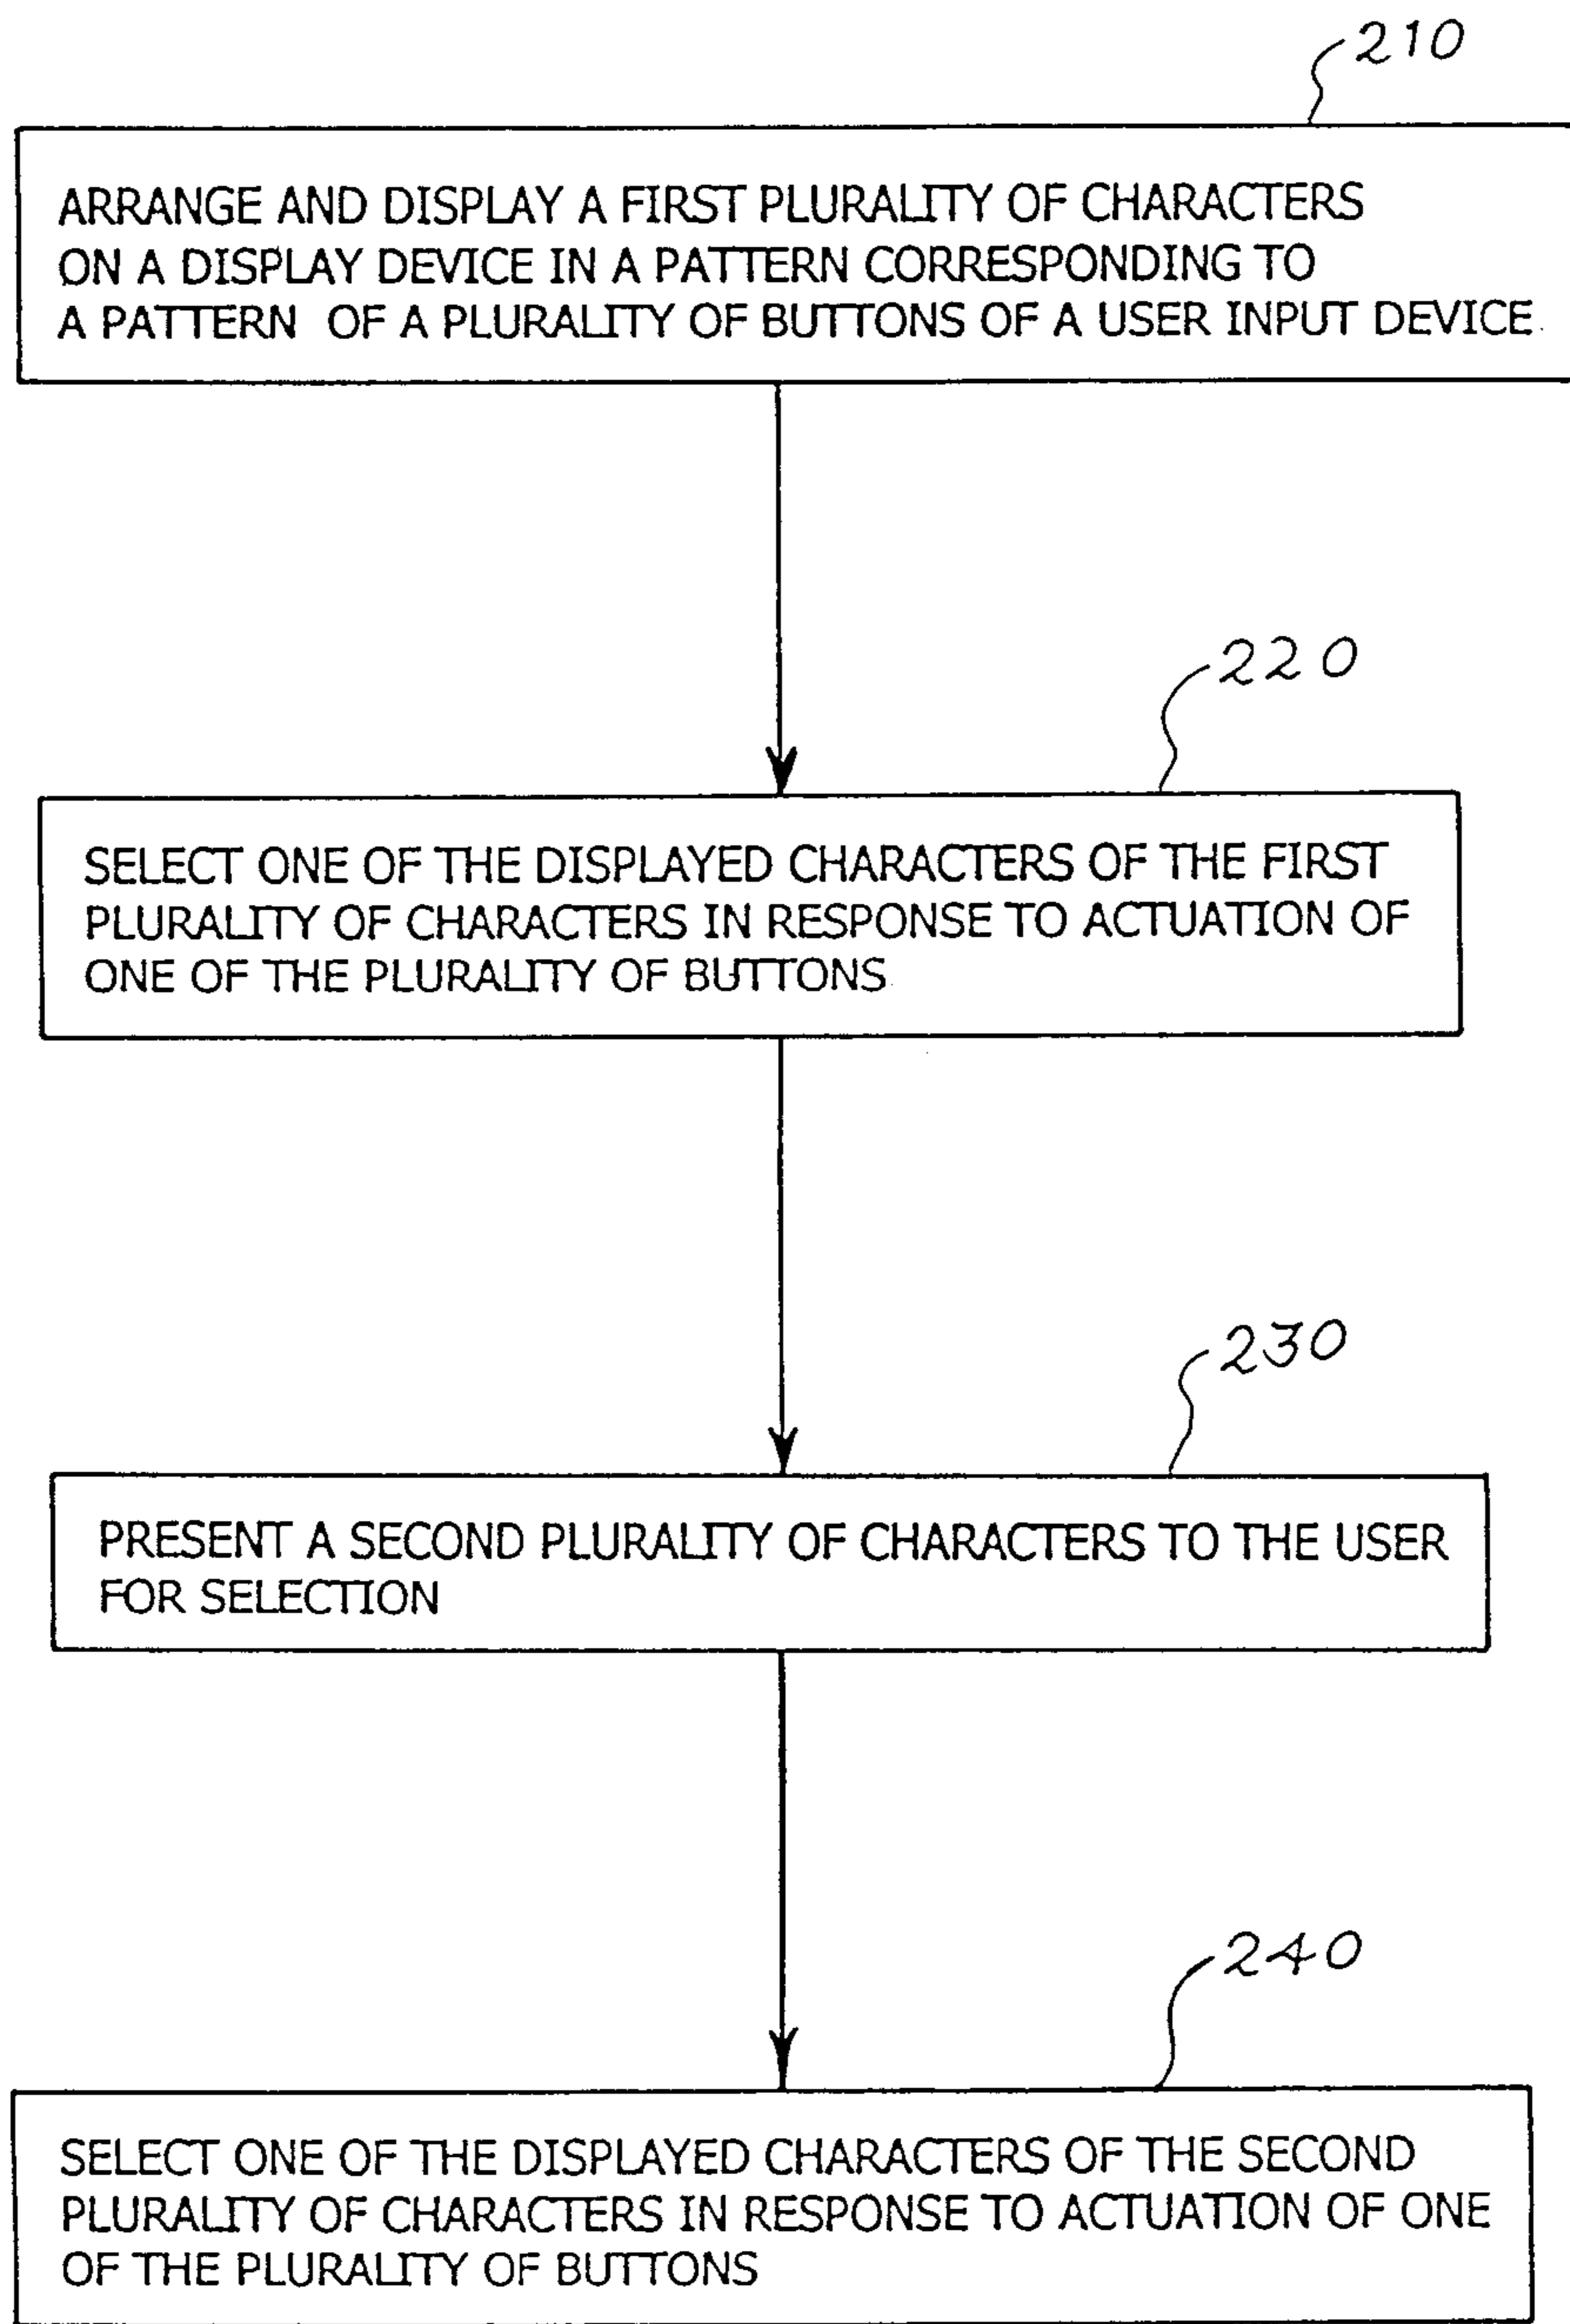 210
ARRANGE AND DISPLAY A FIRST PLURALITY OF CHARACTERS
ON A DISPLAY DEVICE IN A PATTERN CORRESPONDING TO
A PATTERN OF A PLURALITY OF BUTTONS OF A USER INPUT DEVICE
220
SELECT ONE OF THE DISPLAYED CHARACTERS OF THE FIRST
PLURALITY OF CHARACTERS IN RESPONSE TO ACTUATION OF
ONE OF THE PLURALITY OF BUTTONS
230
PRESENT A SECOND PLURALITY OF CHARACTERS TO THE USER
FOR SELECTION
240
SELECT ONE OF THE DISPLAYED CHARACTERS OF THE SECOND
PLURALITY OF CHARACTERS IN RESPONSE TO ACTUATION OF ONE
OF THE PLURALITY OF BUTTONS